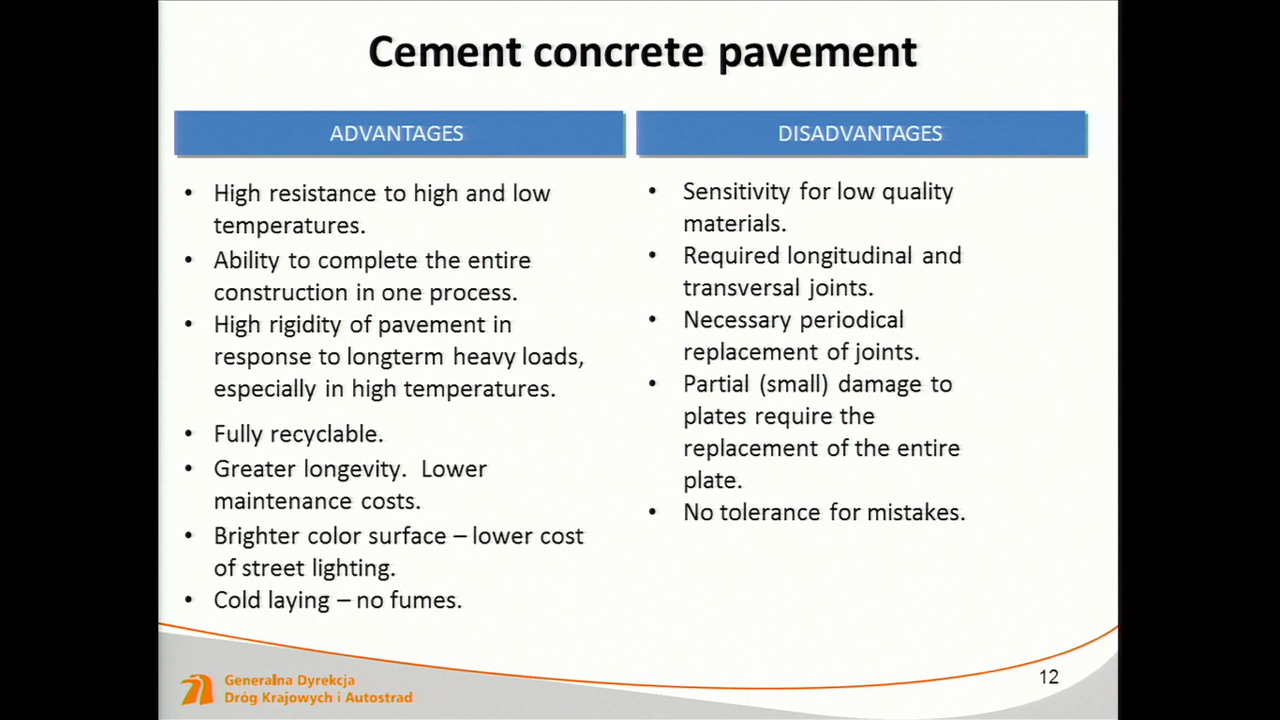 Cement concrete pavement
ADVANTAGES
• High resistance to high and low
temperatures.
• Ability to complete the entire
construction in one process.
• High rigidity of pavement in
response to longterm heavy loads,
especially in high temperatures.
• Fully recyclable.
• Greater longevity. Lower
maintenance costs.
• Brighter color surface – lower cost
of street lighting.
• Cold laying – no fumes.
DISADVANTAGES
• Sensitivity for low quality
materials.
• Required longitudinal and
transversal joints.
• Necessary periodical
replacement of joints.
• Partial (small) damage to
plates require the
replacement of the entire
plate.
• No tolerance for mistakes.
Generalna Dyrekcja
Dróg Krajowych i Autostrad
12